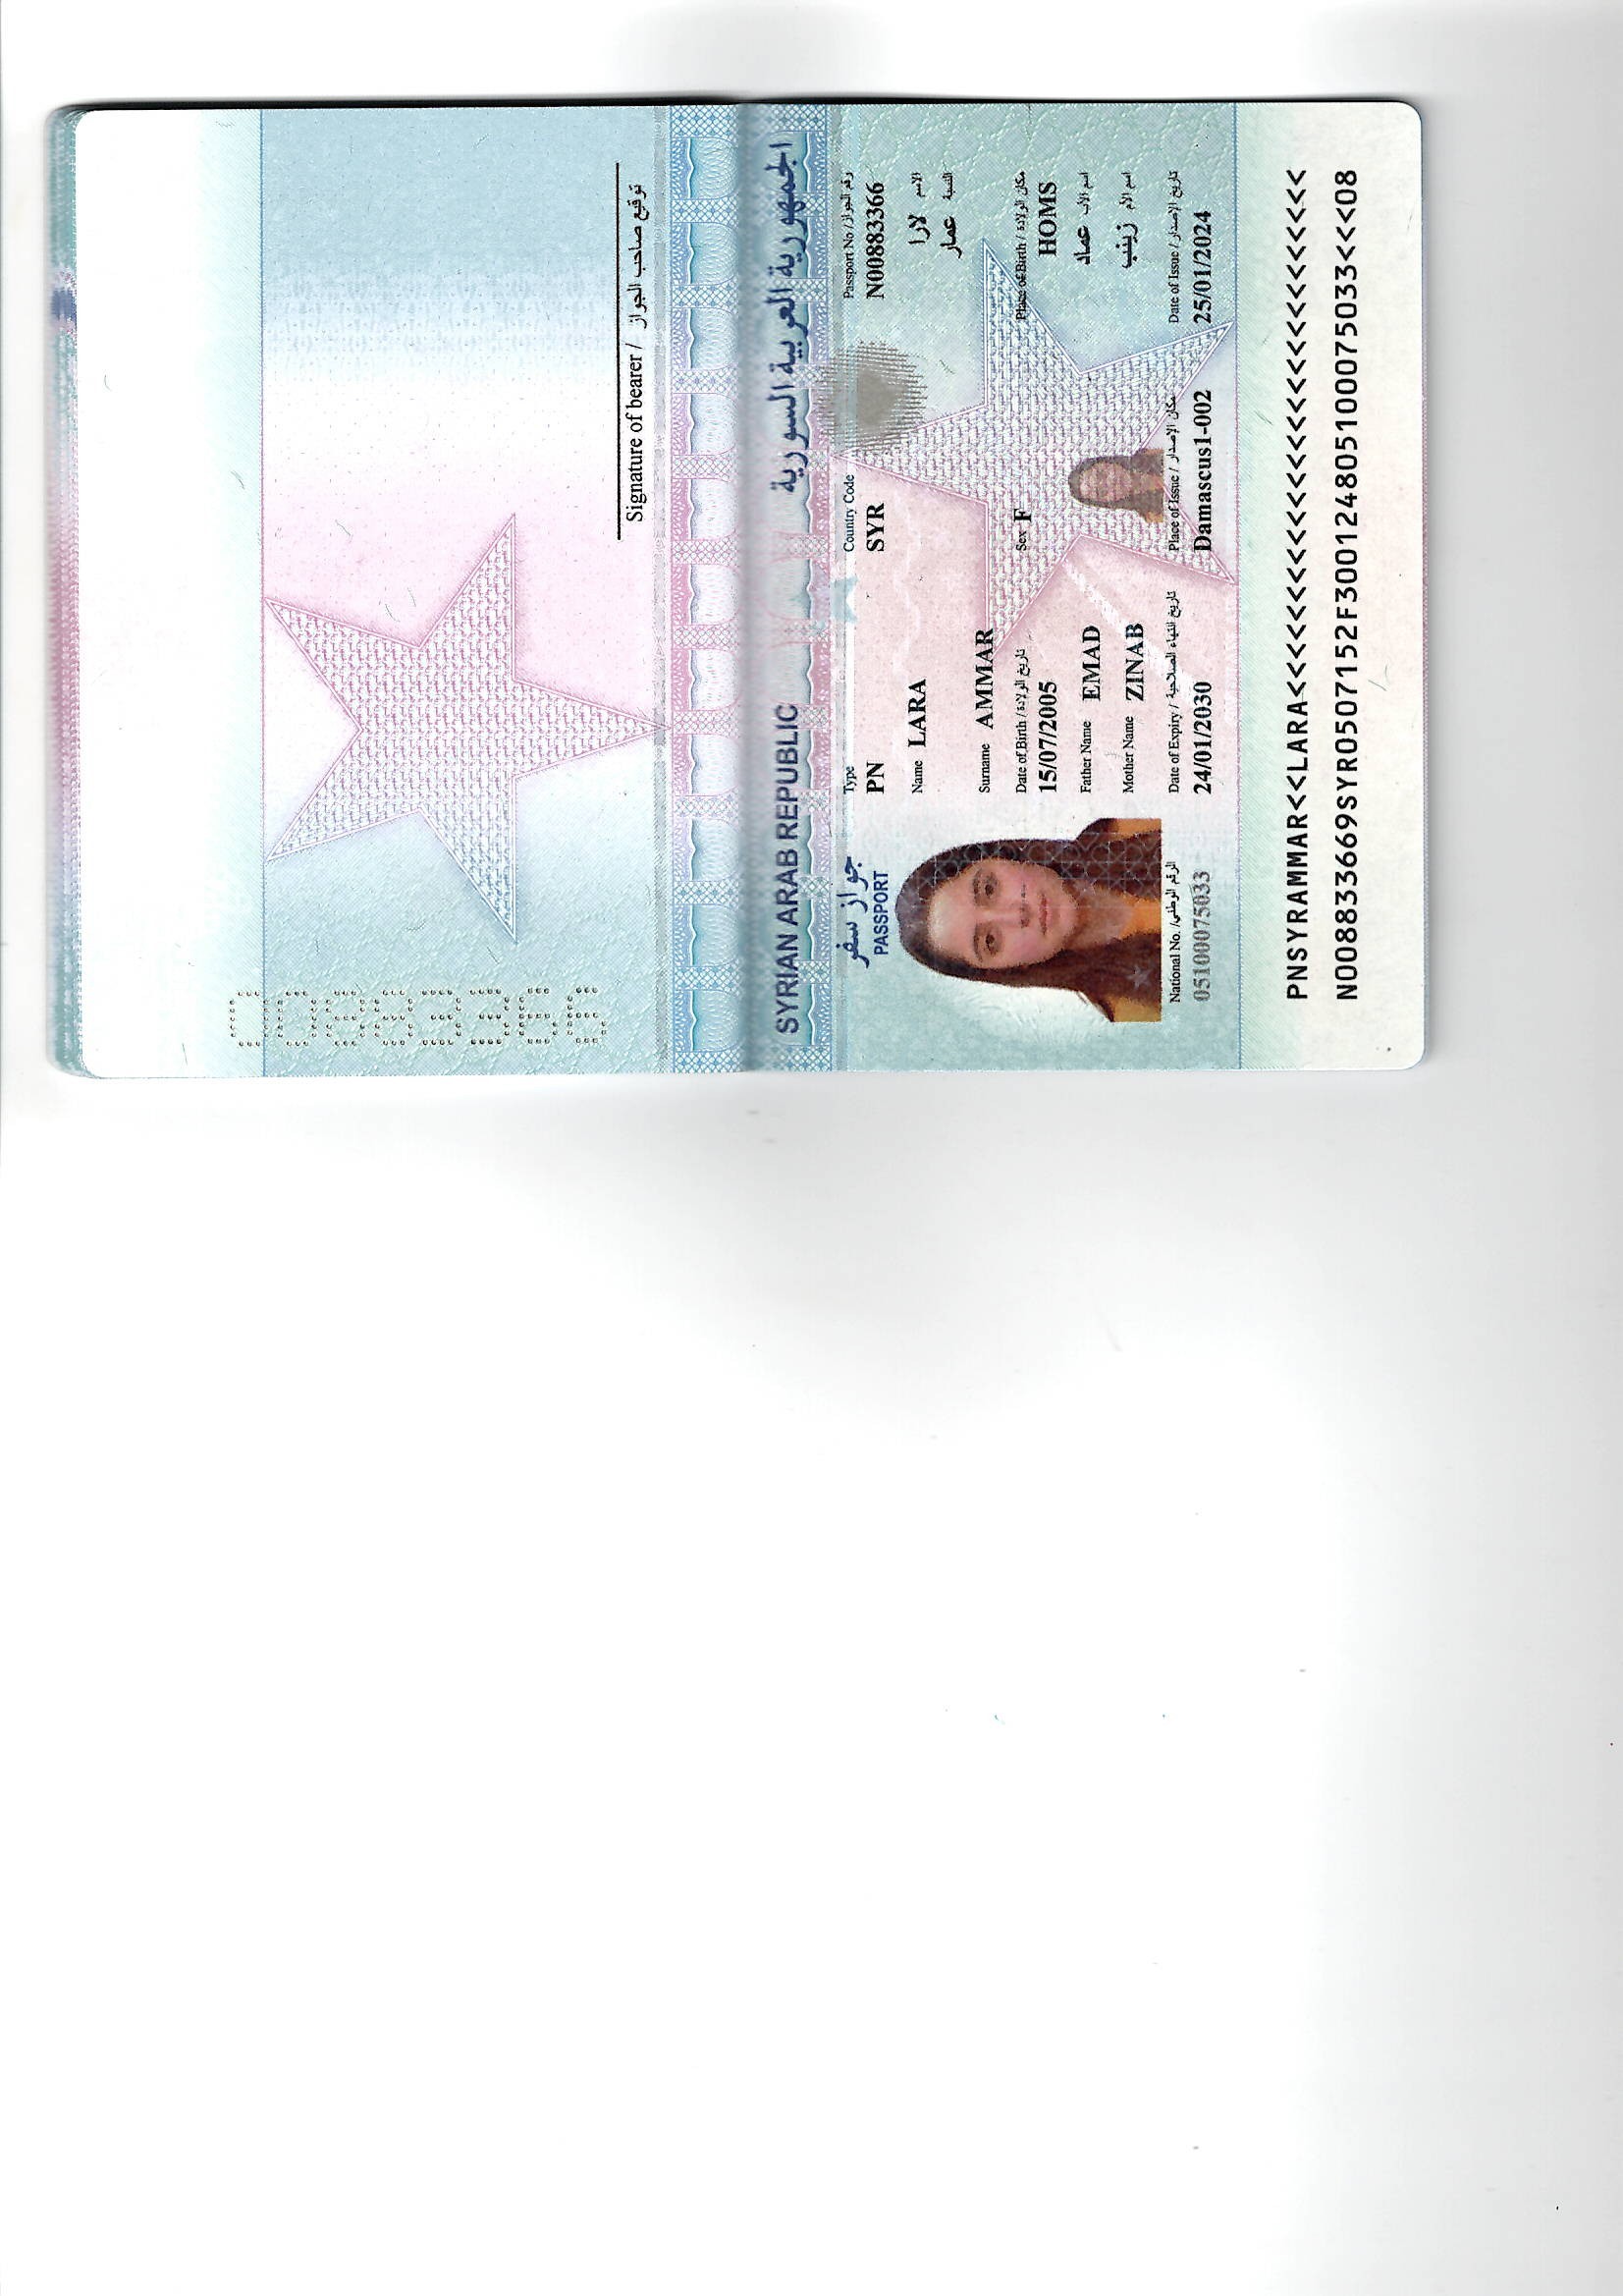 توقيع صاحب الجواز / Signature of bearer
00883366
SYRIAN ARAB REPUBLIC الجمهورية العربية السورية
جواز سفر
PASSPORT
Type Country Code Passport No / رقم الجواز
PN SYR N00883366
Name LARA لارا الاسم
عمار النسبة
Surname AMMAR
Date of Birth / تاريخ الولادة Sex F Place of Birth / مكان الولادة
15/07/2005 HOMS
Father Name EMAD عماد اسم الأب
Mother Name ZINAB زينب اسم الأم
National No. / الرقم الوطني Date of Expiry / تاريخ انتهاء الصلاحية Place of Issue / مكان الإصدار Date of Issue / تاريخ الإصدار
05100075033 24/01/2030 Damascus1-002 25/01/2024
PNSYRAMMAR<<LARA<<<<<<<<<<<<<<<<<<<<<<<<<<<<
N008833669SYR0507152F300124805100075033<<<08